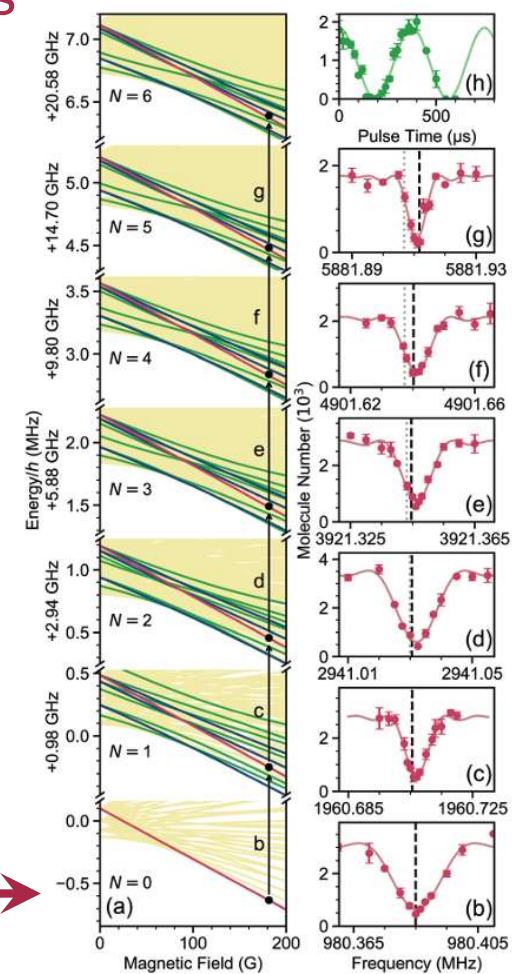 s
Energy/h (MHz)
+20.58 GHz
7.0
6.5
N = 6
+14.70 GHz
5.0
4.5
N = 5
g
+9.80 GHz
3.5
3.0
N = 4
f
+5.88 GHz
2.0
1.5
N = 3
e
+2.94 GHz
1.0
0.5
N = 2
d
+0.98 GHz
0.5
0.0
N = 1
c
0.0
−0.5
N = 0
b
(a)
0 100 200
Magnetic Field (G)
Molecule Number (10³)
2
1
0
(h)
0 500
Pulse Time (μs)
2
0
(g)
5881.89 5881.93
2
0
(f)
4901.62 4901.66
2
0
(e)
3921.325 3921.365
4
2
0
(d)
2941.01 2941.05
2
0
(c)
1960.685 1960.725
2
0
(b)
980.365 980.405
Frequency (MHz)